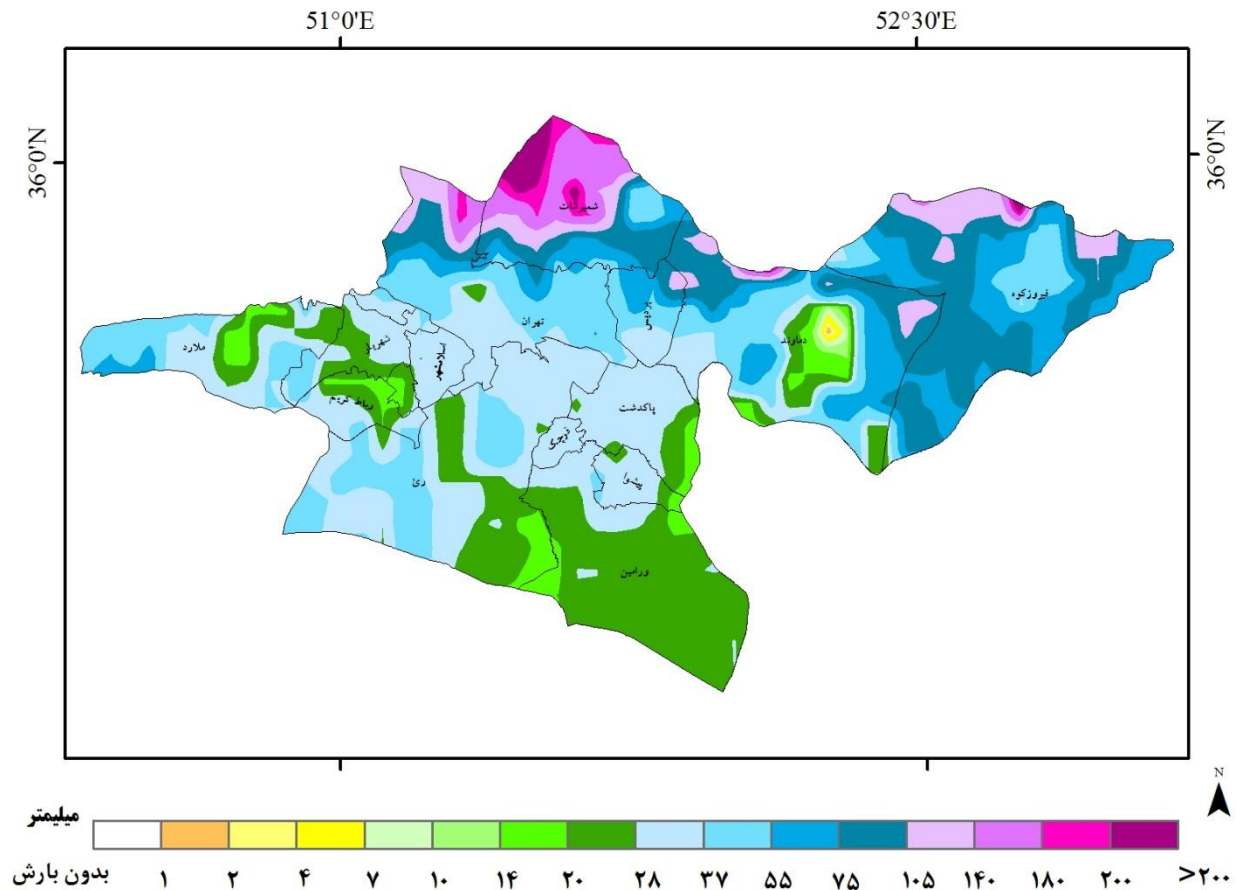 51°0'E
52°30'E
36°0'N
36°0'N
شمیرانات
فیروزکوه
تهران
پردیس
دماوند
ملارد
شهریار
اسلامشهر
رباط کریم
پاکدشت
قرچک
پیشوا
ری
ورامین
N
میلیمتر
بدون بارش ۱ ۲ ۴ ۷ ۱۰ ۱۴ ۲۰ ۲۸ ۳۷ ۵۵ ۷۵ ۱۰۵ ۱۴۰ ۱۸۰ ۲۰۰ >۲۰۰